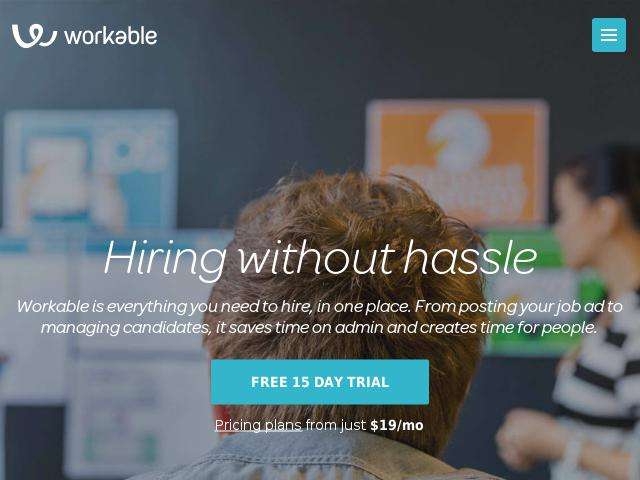 workable
Hiring without hassle
Workable is everything you need to hire, in one place. From posting your job ad to
managing candidates, it saves time on admin and creates time for people.
FREE 15 DAY TRIAL
Pricing plans from just $19/mo